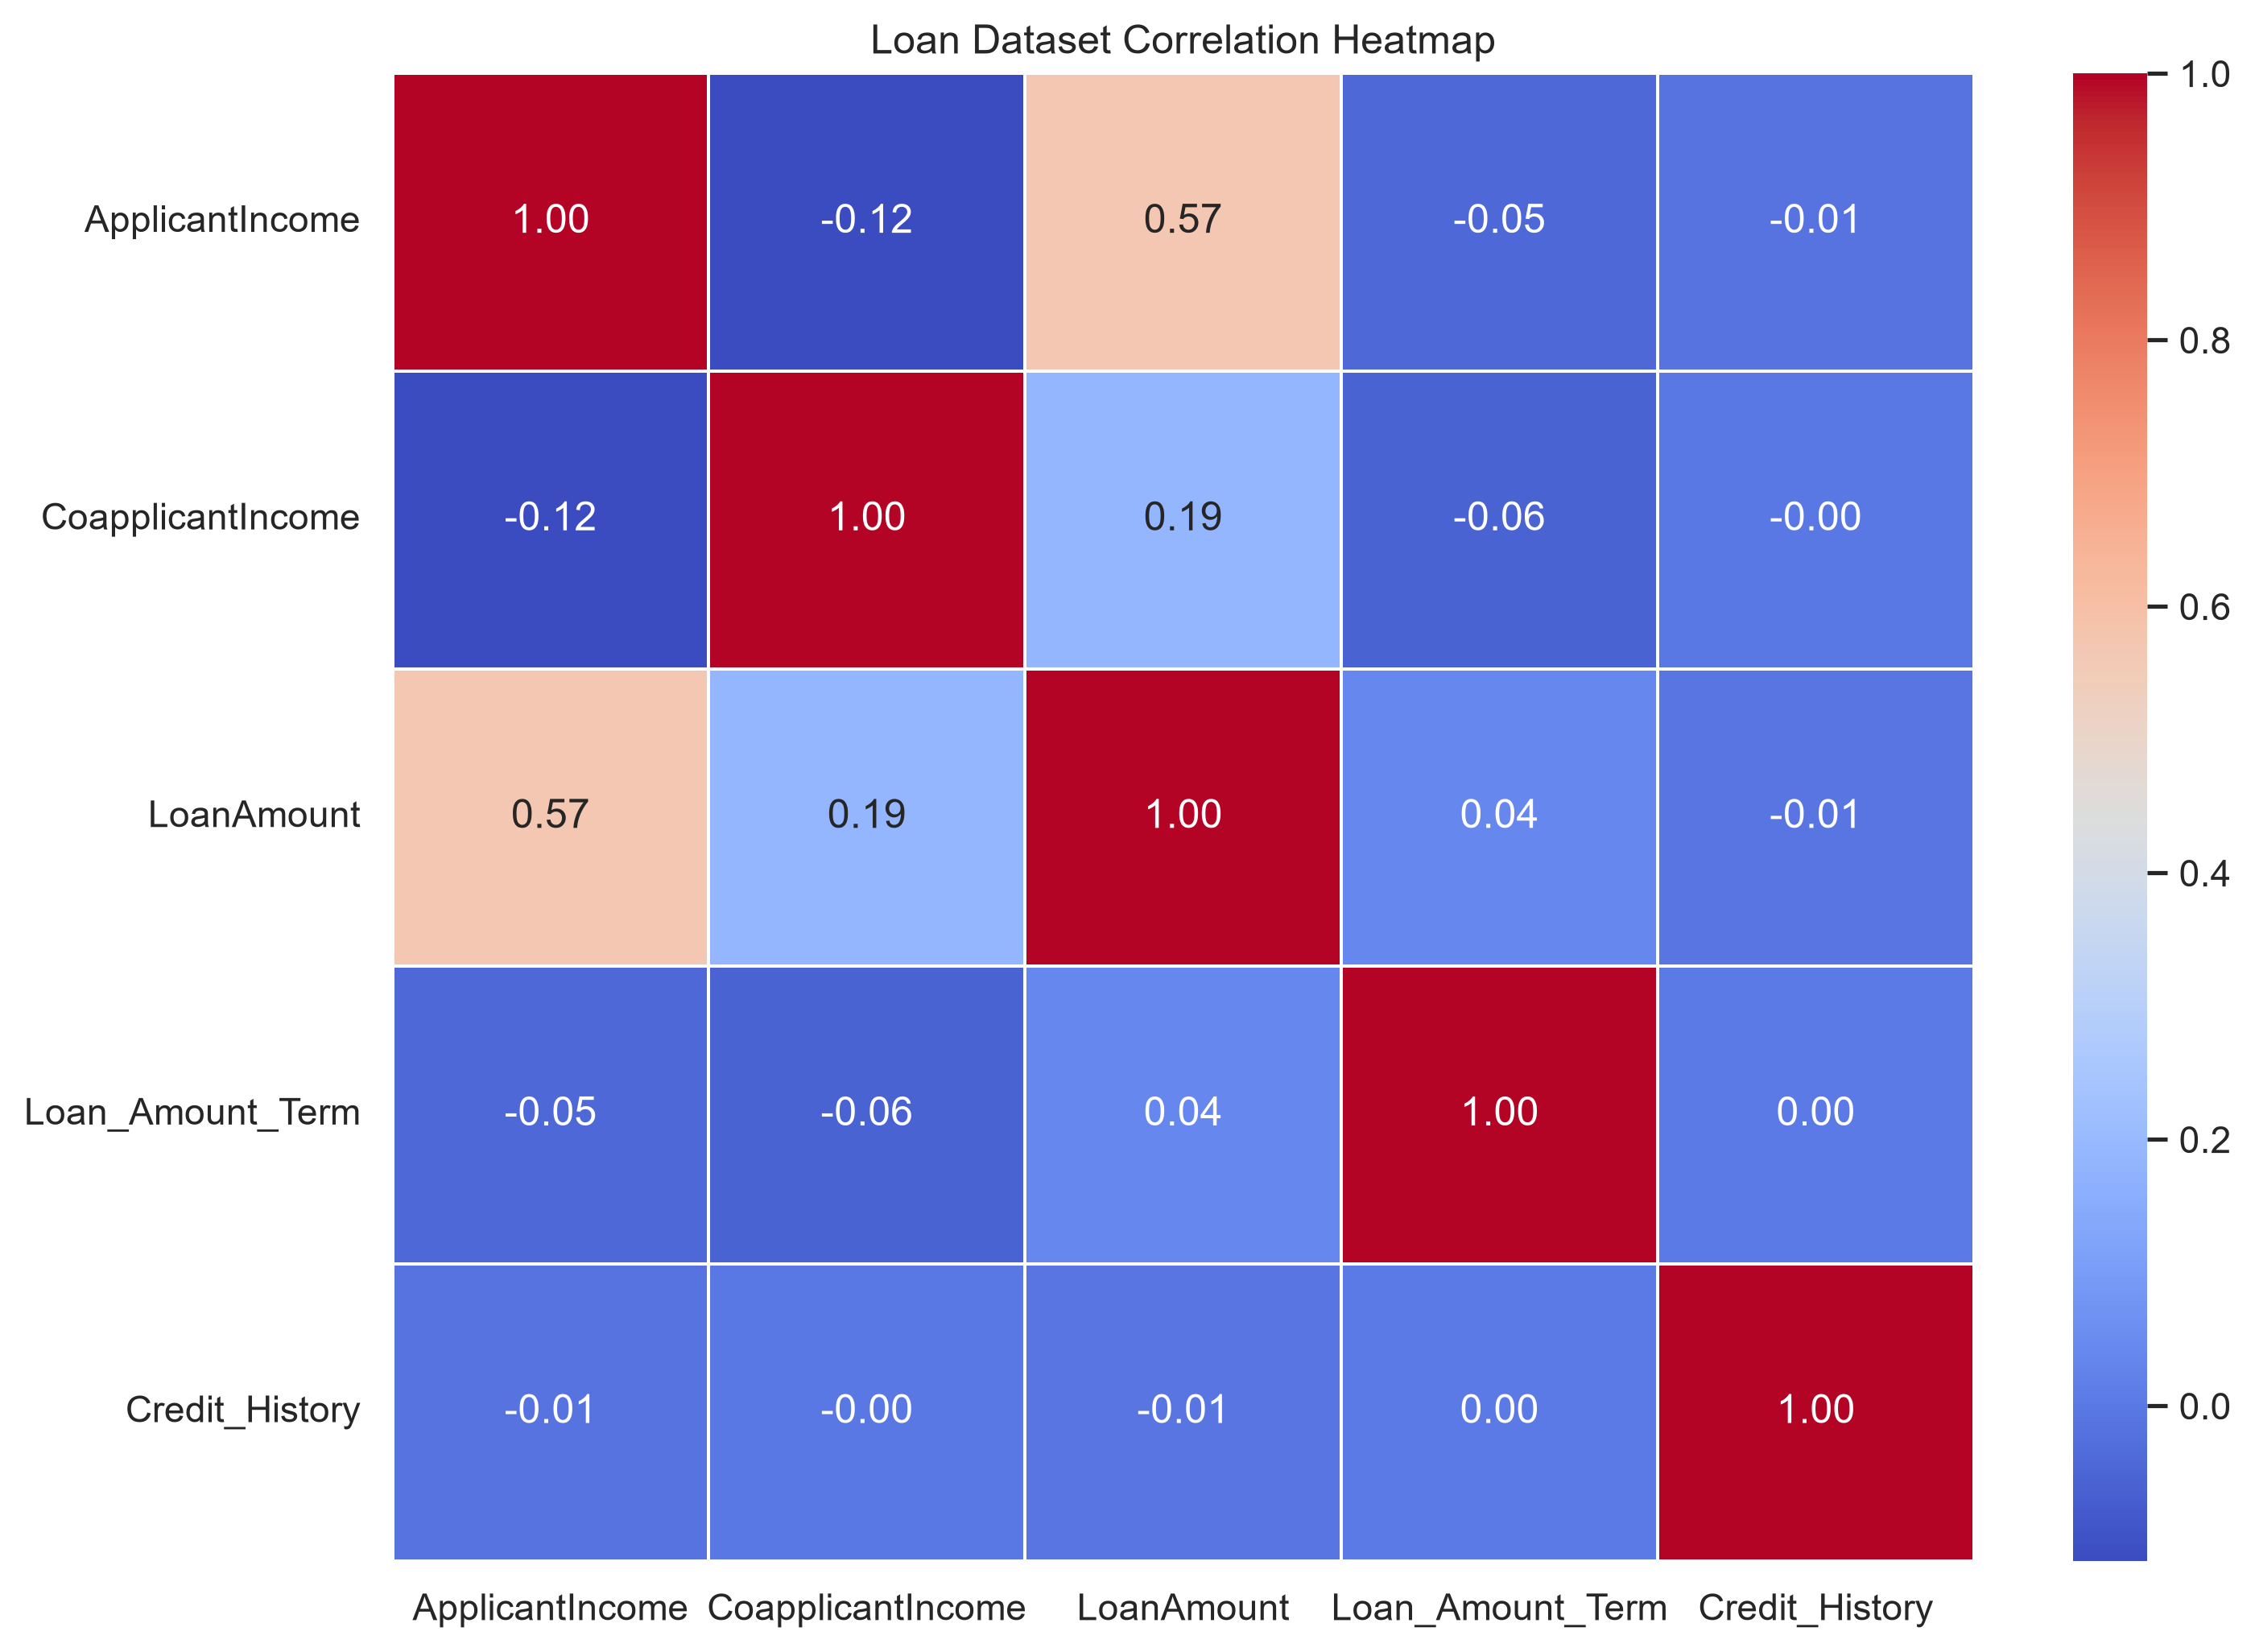 Loan Dataset Correlation Heatmap
ApplicantIncome 1.00 -0.12 0.57 -0.05 -0.01
CoapplicantIncome -0.12 1.00 0.19 -0.06 -0.00
LoanAmount 0.57 0.19 1.00 0.04 -0.01
Loan_Amount_Term -0.05 -0.06 0.04 1.00 0.00
Credit_History -0.01 -0.00 -0.01 0.00 1.00
ApplicantIncome CoapplicantIncome LoanAmount Loan_Amount_Term Credit_History
1.0
0.8
0.6
0.4
0.2
0.0